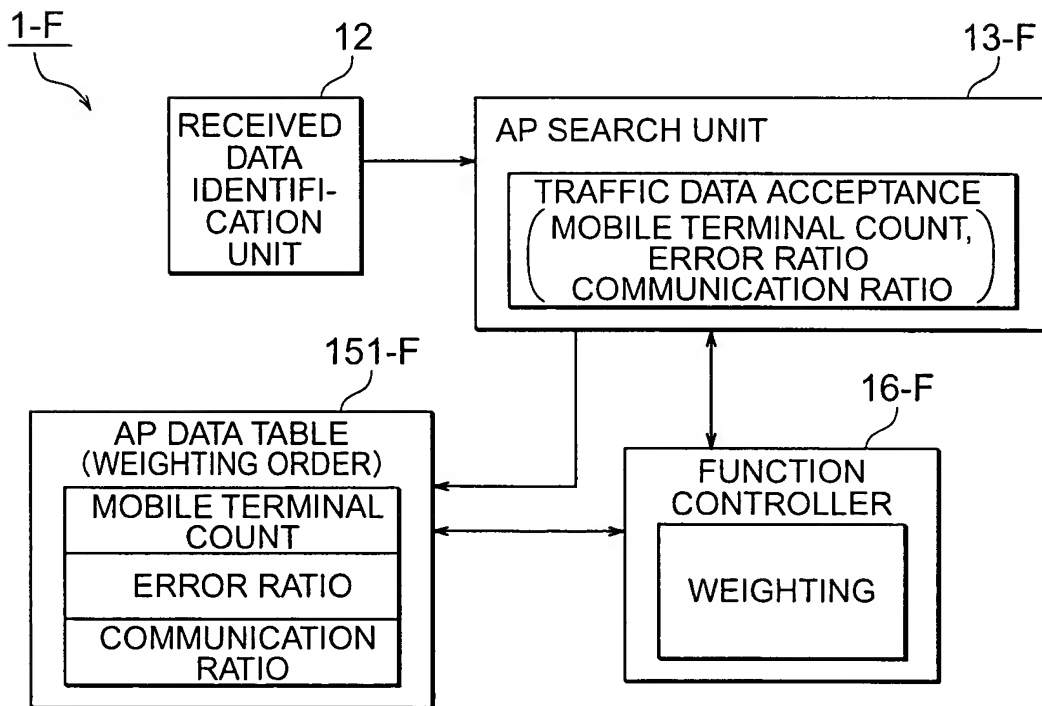 1-F
12
13-F
RECEIVED
DATA
IDENTIFI-
CATION
UNIT
AP SEARCH UNIT
TRAFFIC DATA ACCEPTANCE
(MOBILE TERMINAL COUNT,
ERROR RATIO
COMMUNICATION RATIO)
151-F
AP DATA TABLE
(WEIGHTING ORDER)
MOBILE TERMINAL
COUNT
ERROR RATIO
COMMUNICATION
RATIO
16-F
FUNCTION
CONTROLLER
WEIGHTING